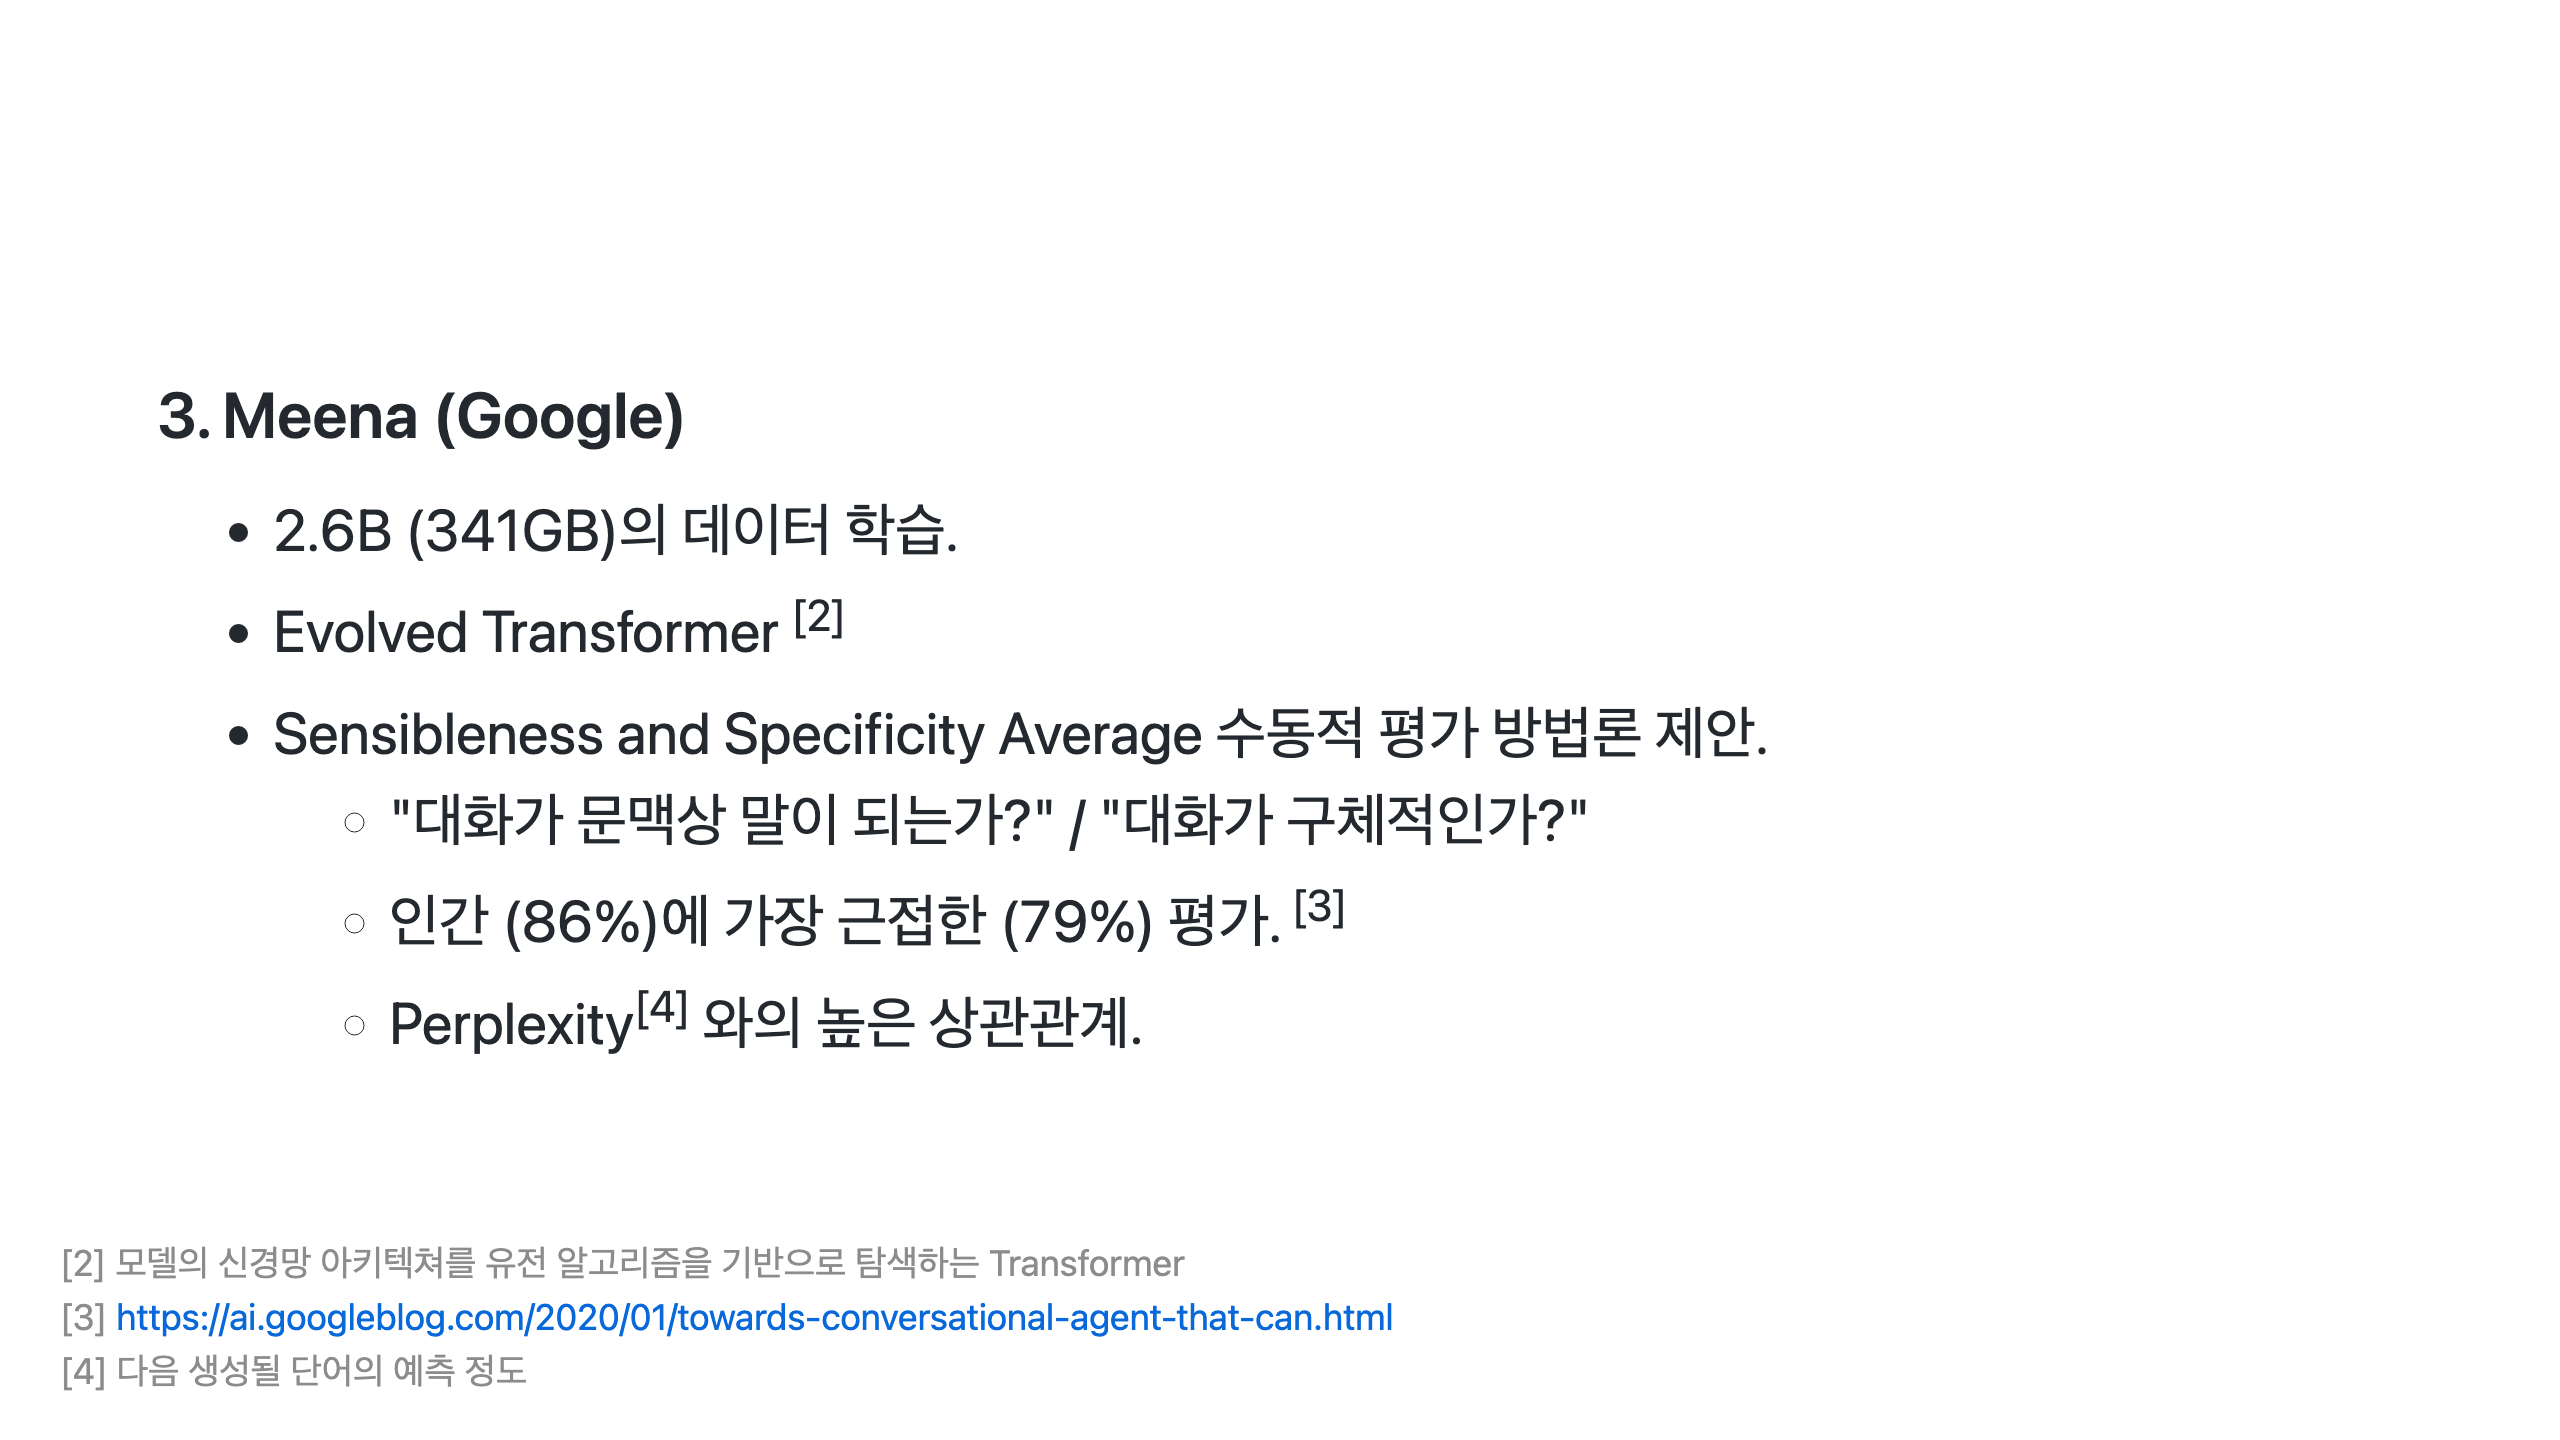 3. Meena (Google)
• 2.6B (341GB)의 데이터 학습.
• Evolved Transformer [2]
• Sensibleness and Specificity Average 수동적 평가 방법론 제안.
○ "대화가 문맥상 말이 되는가?" / "대화가 구체적인가?"
○ 인간 (86%)에 가장 근접한 (79%) 평가. [3]
○ Perplexity[4] 와의 높은 상관관계.
[2] 모델의 신경망 아키텍쳐를 유전 알고리즘을 기반으로 탐색하는 Transformer
[3] https://ai.googleblog.com/2020/01/towards-conversational-agent-that-can.html
[4] 다음 생성될 단어의 예측 정도